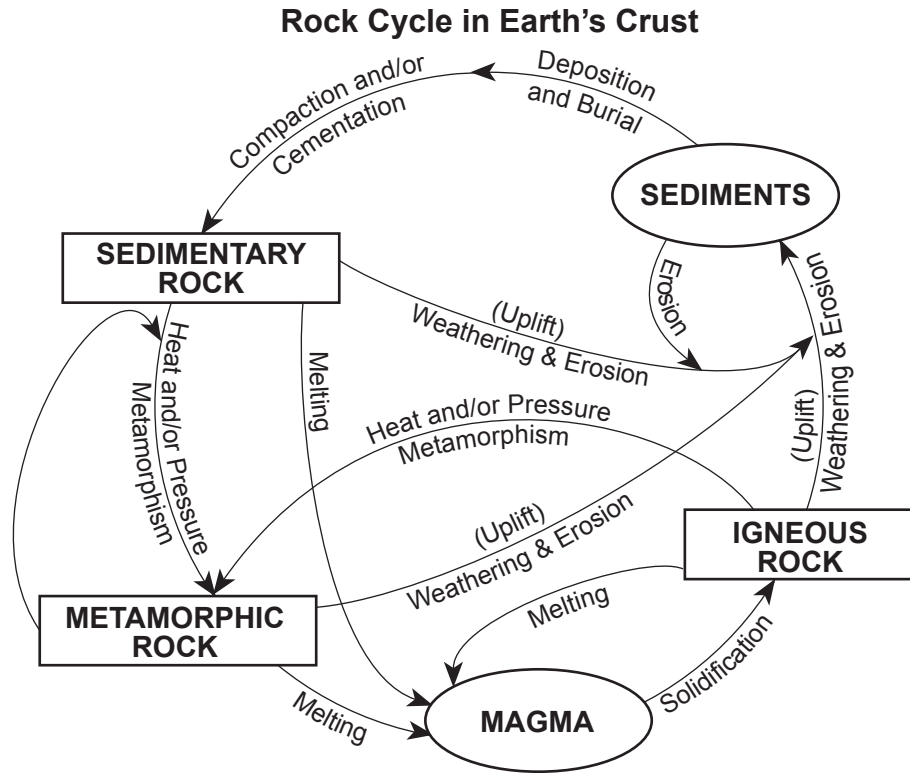 Rock Cycle in Earth's Crust
Deposition
and Burial
Compaction and/or
Cementation
SEDIMENTS
SEDIMENTARY
ROCK
Erosion
(Uplift)
Weathering & Erosion
(Uplift)
Weathering & Erosion
Heat and/or Pressure
Metamorphism
Melting
Heat and/or Pressure
Metamorphism
(Uplift)
Weathering & Erosion
IGNEOUS
ROCK
METAMORPHIC
ROCK
Melting
Melting
Solidification
MAGMA